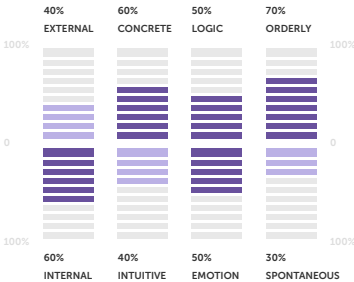 40% 60% 50% 70%
EXTERNAL CONCRETE LOGIC ORDERLY
100% 100%
0 0
100% 100%
60% 40% 50% 30%
INTERNAL INTUITIVE EMOTION SPONTANEOUS